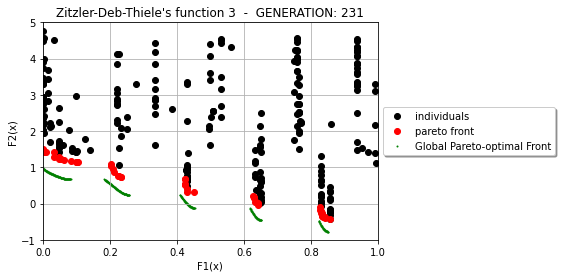 Zitzler-Deb-Thiele's function 3 - GENERATION: 231
5
4
3
2
1
0
−1
F2(x)
0.0 0.2 0.4 0.6 0.8 1.0
F1(x)
individuals
pareto front
Global Pareto-optimal Front